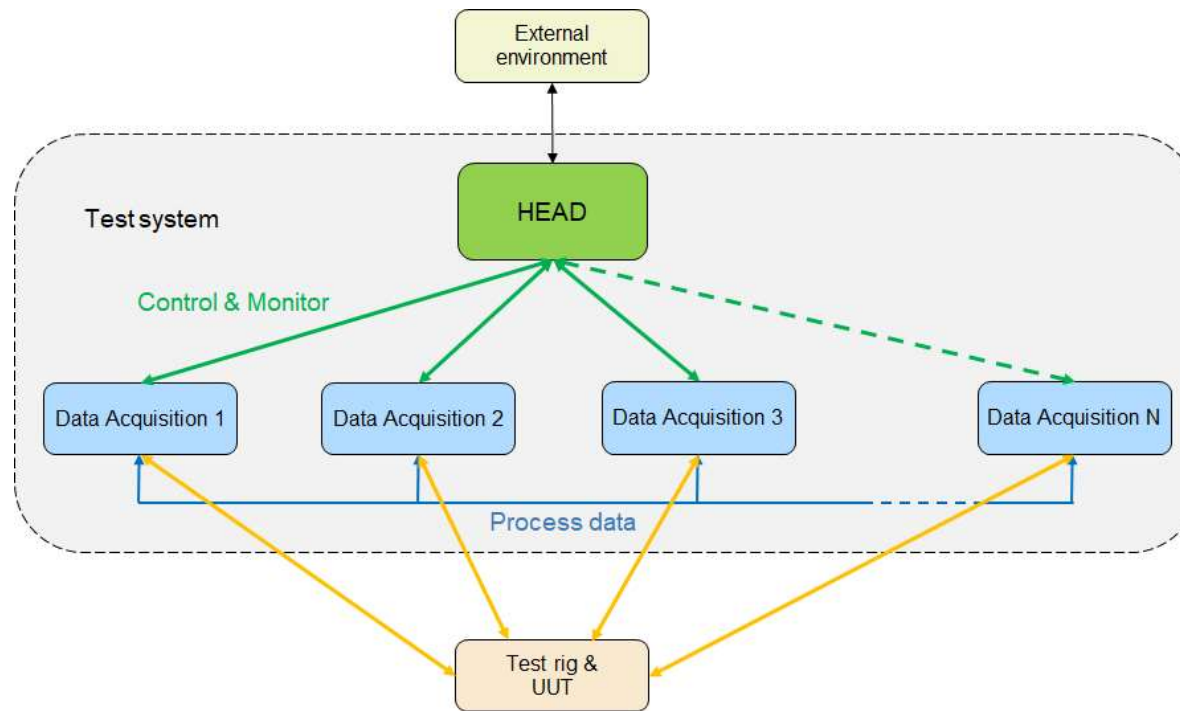 External
environment
HEAD
Test system
Control & Monitor
Data Acquisition 1
Data Acquisition 2
Data Acquisition 3
Data Acquisition N
Process data
Test rig &
UUT